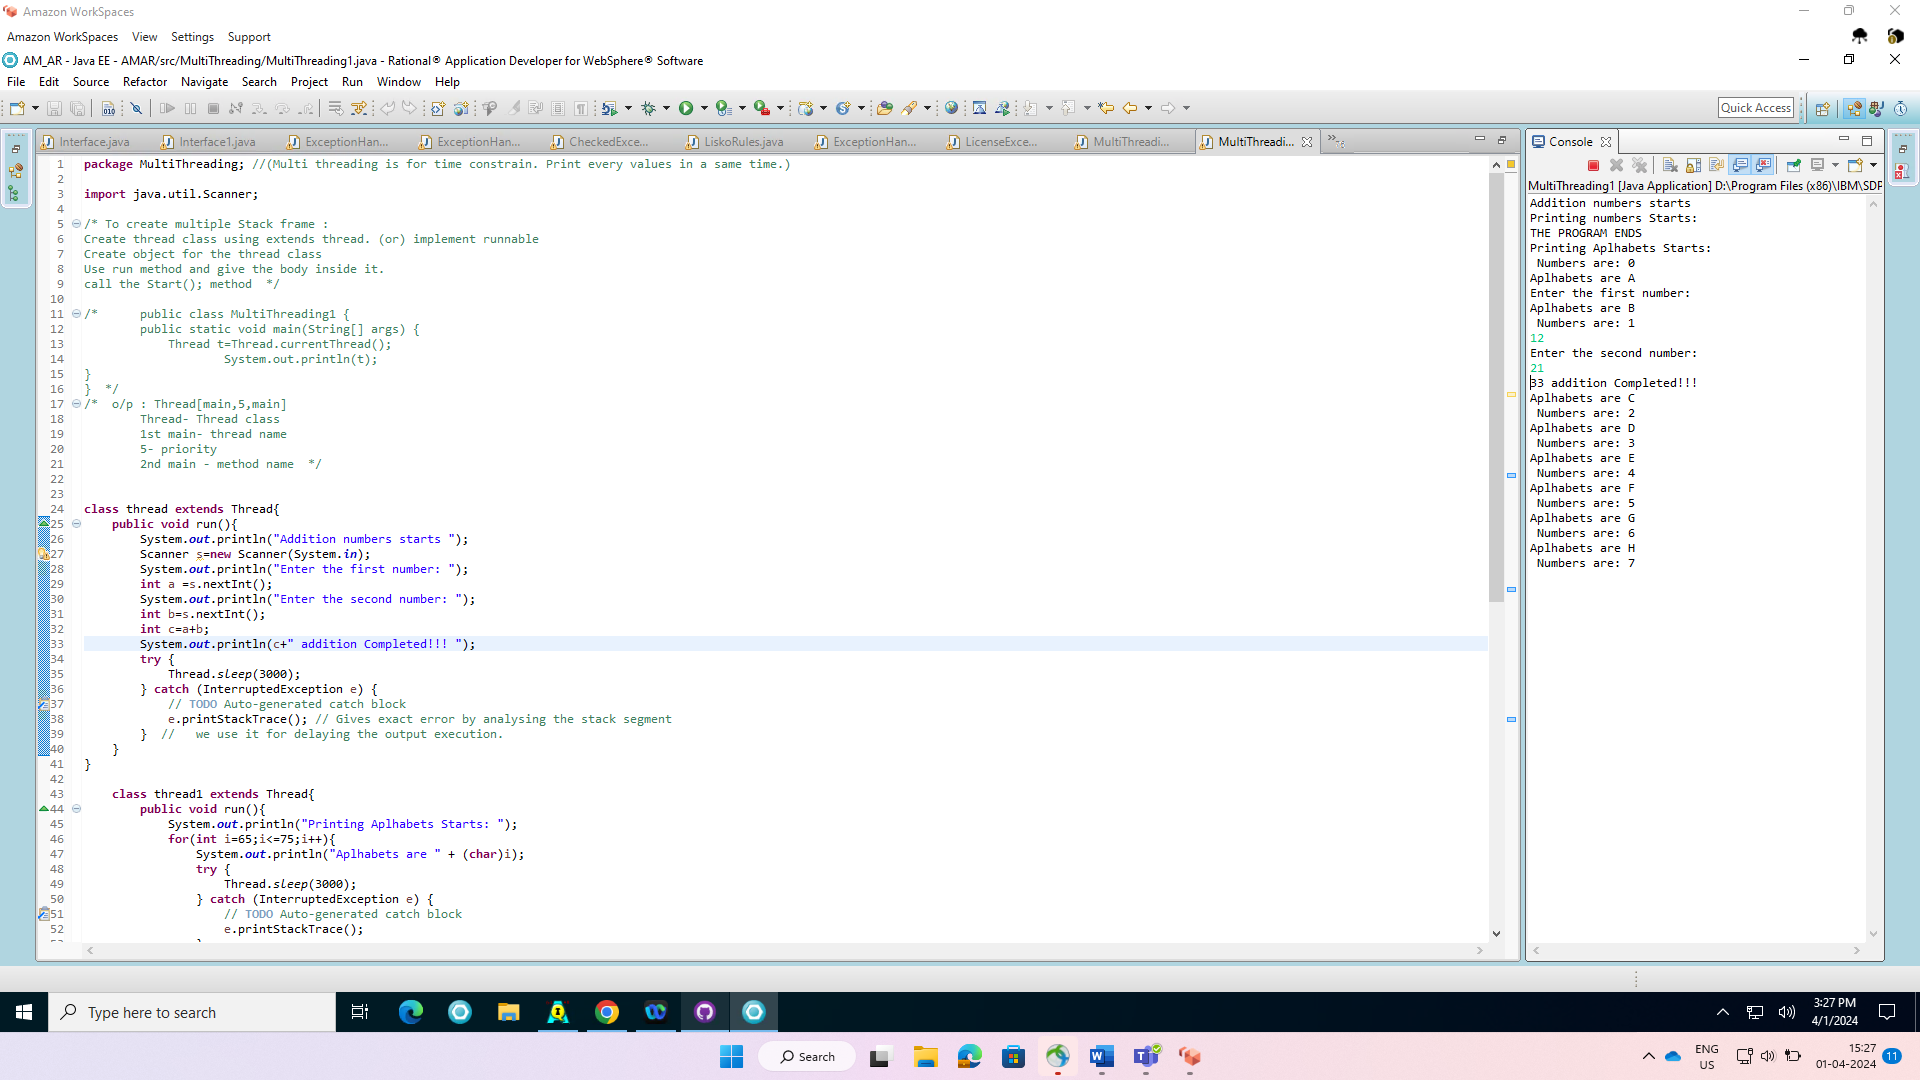 Amazon WorkSpaces
Amazon WorkSpaces View Settings Support
AM_AR - Java EE - AMAR/src/MultiThreading/MultiThreading1.java - Rational® Application Developer for WebSphere® Software
File Edit Source Refactor Navigate Search Project Run Window Help
Quick Access
Interface.java Interface1.java ExceptionHan... ExceptionHan... CheckedExce... LiskoRules.java ExceptionHan... LicenseExce... MultiThreadi... MultiThreadi...
1 package MultiThreading; //(Multi threading is for time constrain. Print every values in a same time.)
2
3 import java.util.Scanner;
4
5 /* To create multiple Stack frame :
6 Create thread class using extends thread. (or) implement runnable
7 Create object for the thread class
8 Use run method and give the body inside it.
9 call the Start(); method */
10
11 /* public class MultiThreading1 {
12 public static void main(String[] args) {
13 Thread t=Thread.currentThread();
14 System.out.println(t);
15 }
16 } */
17 /* o/p : Thread[main,5,main]
18 Thread- Thread class
19 1st main- thread name
20 5- priority
21 2nd main - method name */
22
23
24 class thread extends Thread{
25 public void run(){
26 System.out.println("Addition numbers starts ");
27 Scanner s=new Scanner(System.in);
28 System.out.println("Enter the first number: ");
29 int a =s.nextInt();
30 System.out.println("Enter the second number: ");
31 int b=s.nextInt();
32 int c=a+b;
33 System.out.println(c+" addition Completed!!! ");
34 try {
35 Thread.sleep(3000);
36 } catch (InterruptedException e) {
37 // TODO Auto-generated catch block
38 e.printStackTrace(); // Gives exact error by analysing the stack segment
39 } // we use it for delaying the output execution.
40 }
41 }
42
43 class thread1 extends Thread{
44 public void run(){
45 System.out.println("Printing Aplhabets Starts: ");
46 for(int i=65;i<=75;i++){
47 System.out.println("Aplhabets are " + (char)i);
48 try {
49 Thread.sleep(3000);
50 } catch (InterruptedException e) {
51 // TODO Auto-generated catch block
52 e.printStackTrace();
Console
MultiThreading1 [Java Application] D:\Program Files (x86)\IBM\SDP
Addition numbers starts
Printing numbers Starts:
THE PROGRAM ENDS
Printing Aplhabets Starts:
Numbers are: 0
Aplhabets are A
Enter the first number:
Aplhabets are B
Numbers are: 1
12
Enter the second number:
21
33 addition Completed!!!
Aplhabets are C
Numbers are: 2
Aplhabets are D
Numbers are: 3
Aplhabets are E
Numbers are: 4
Aplhabets are F
Numbers are: 5
Aplhabets are G
Numbers are: 6
Aplhabets are H
Numbers are: 7
Type here to search
3:27 PM
4/1/2024
Search
ENG
US
15:27
01-04-2024
11